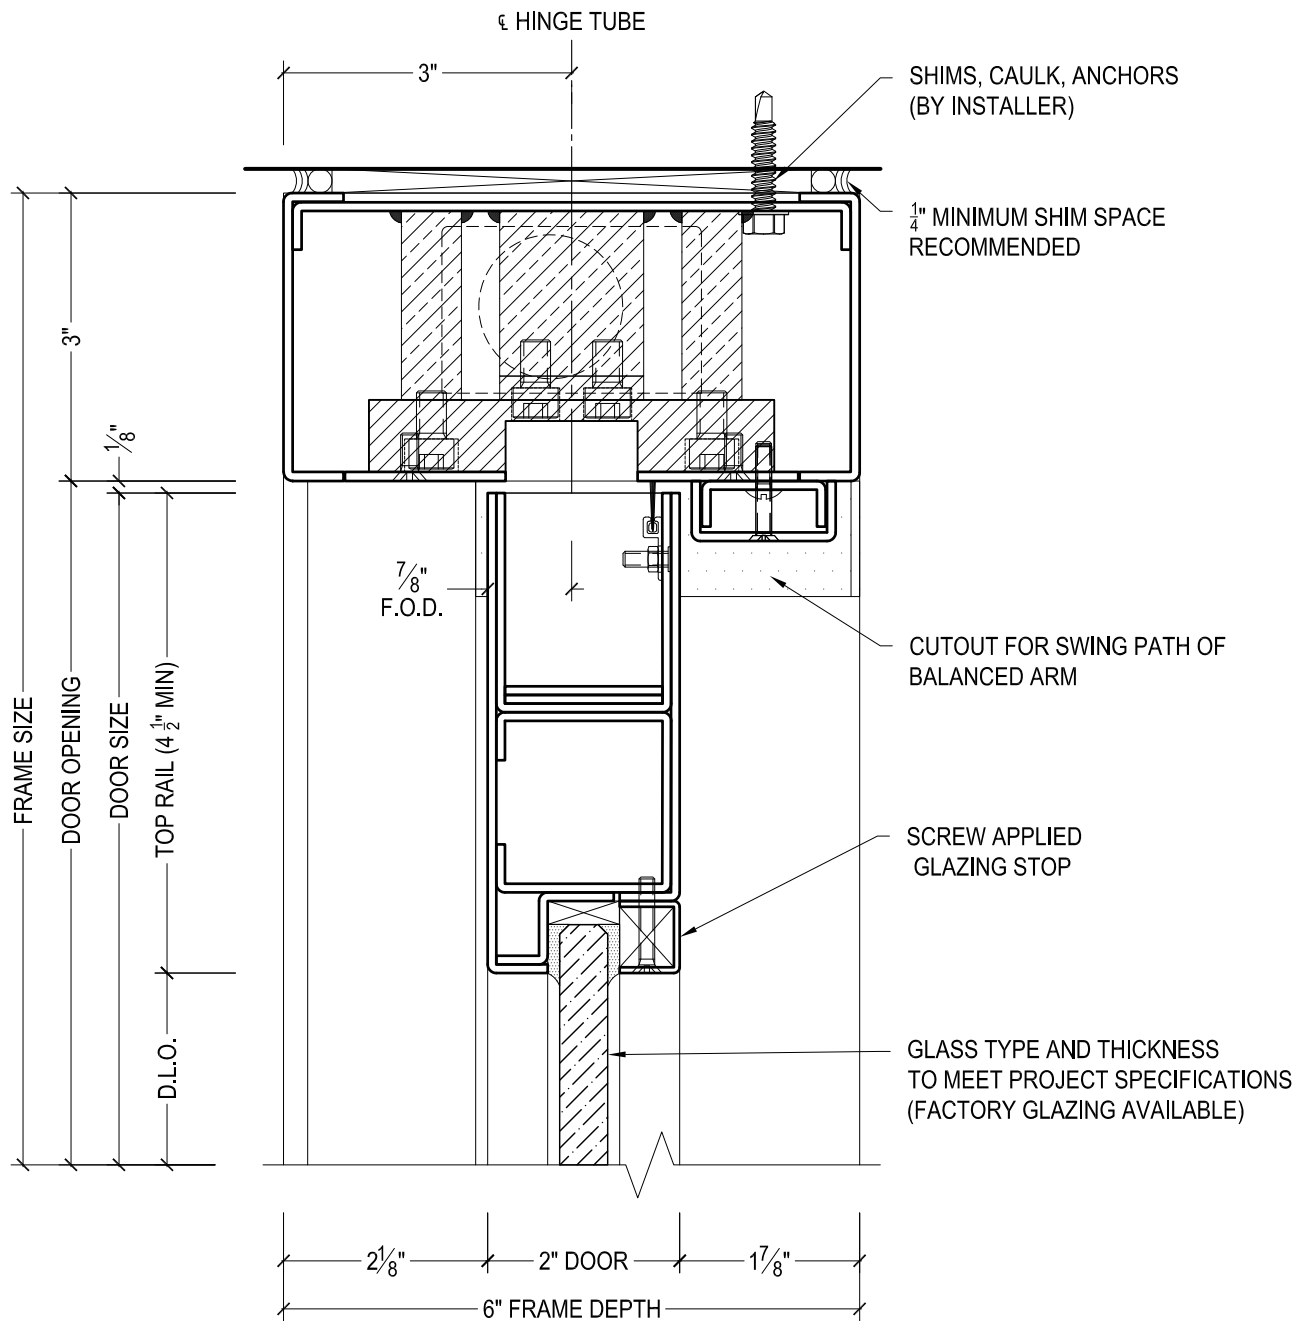 ℄ HINGE TUBE
3"
SHIMS, CAULK, ANCHORS
(BY INSTALLER)
1/4" MINIMUM SHIM SPACE
RECOMMENDED
3"
1/8"
7/8"
F.O.D.
CUTOUT FOR SWING PATH OF
BALANCED ARM
FRAME SIZE
DOOR OPENING
DOOR SIZE
TOP RAIL (4 1/2" MIN)
SCREW APPLIED
GLAZING STOP
D.L.O.
GLASS TYPE AND THICKNESS
TO MEET PROJECT SPECIFICATIONS
(FACTORY GLAZING AVAILABLE)
2 1/8"
2" DOOR
1 7/8"
6" FRAME DEPTH